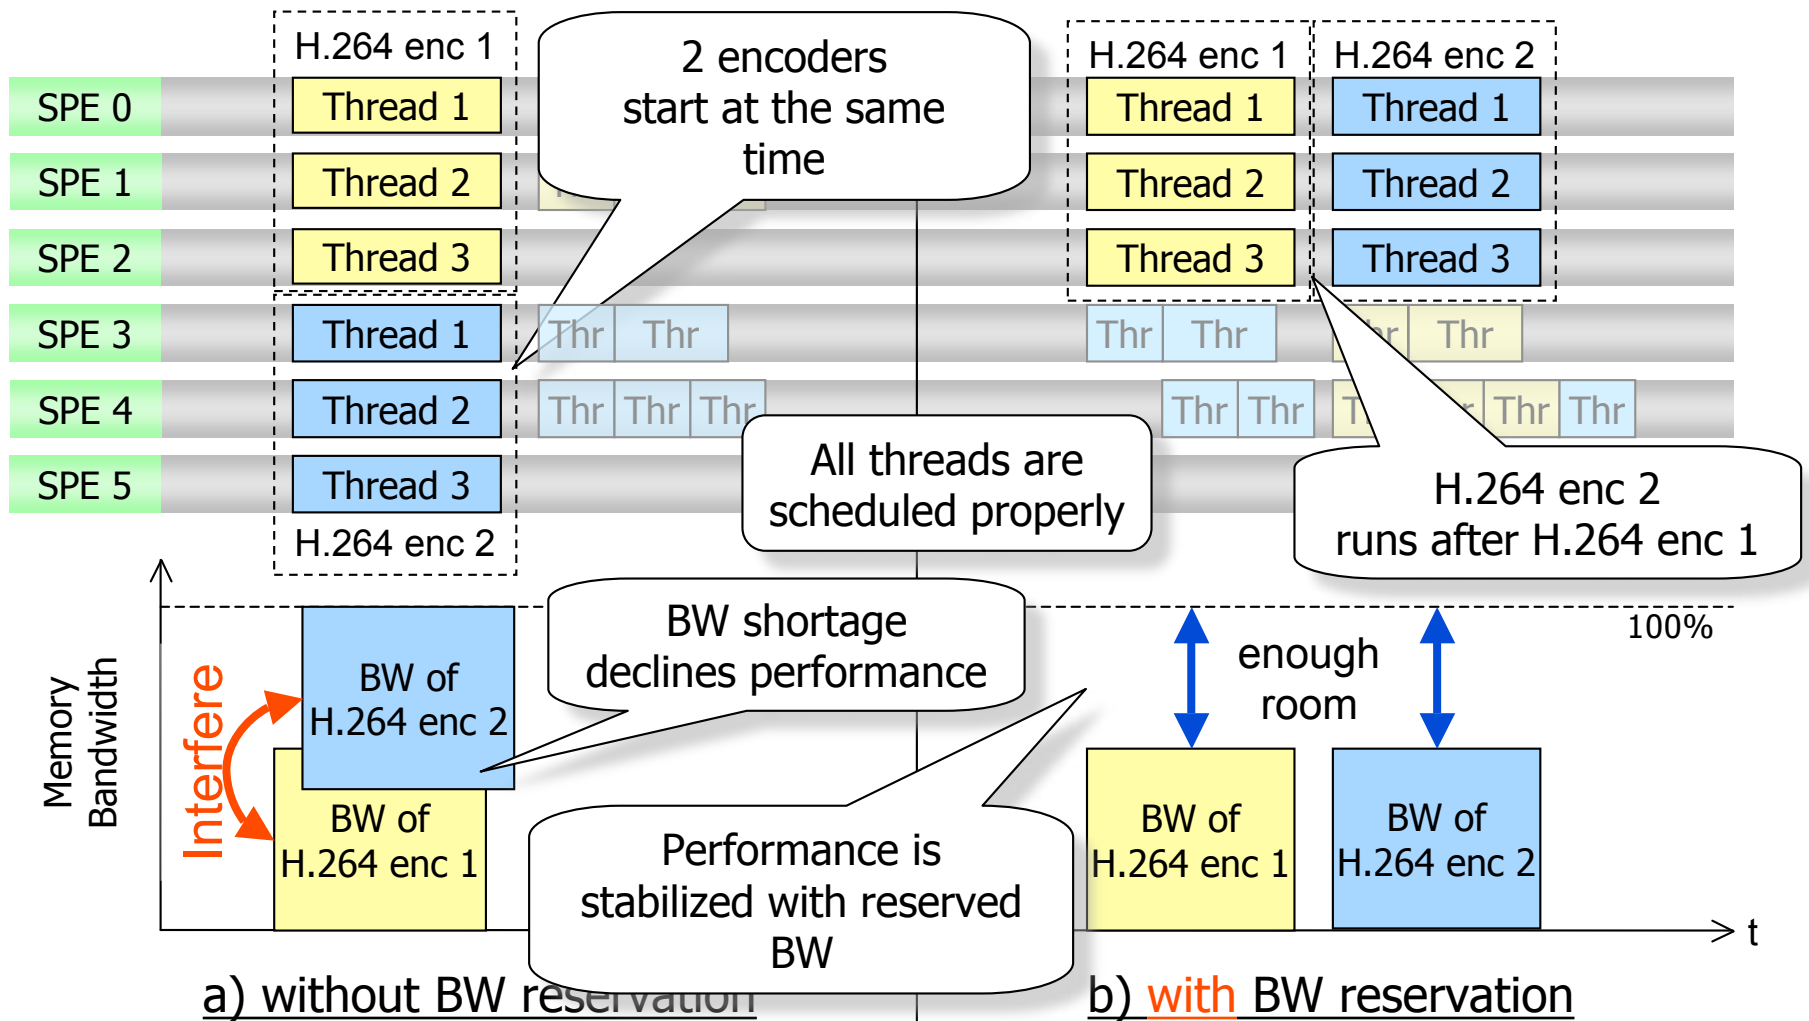 H.264 enc 1
2 encoders
start at the same
time
H.264 enc 1
H.264 enc 2
SPE 0
Thread 1
Thread 1
Thread 1
SPE 1
Thread 2
Thread 2
Thread 2
SPE 2
Thread 3
Thread 3
Thread 3
SPE 3
Thread 1
Thr
Thr
Thr
Thr
Thr
SPE 4
Thread 2
Thr
Thr
Thr
Thr
Thr
Thr
Thr
SPE 5
Thread 3
H.264 enc 2
All threads are
scheduled properly
H.264 enc 2
runs after H.264 enc 1
Memory
Bandwidth
Interfere
BW of
H.264 enc 2
BW of
H.264 enc 1
BW shortage
declines performance
100%
enough
room
Performance is
stabilized with reserved
BW
BW of
H.264 enc 1
BW of
H.264 enc 2
t
a) without BW reservation
b) with BW reservation